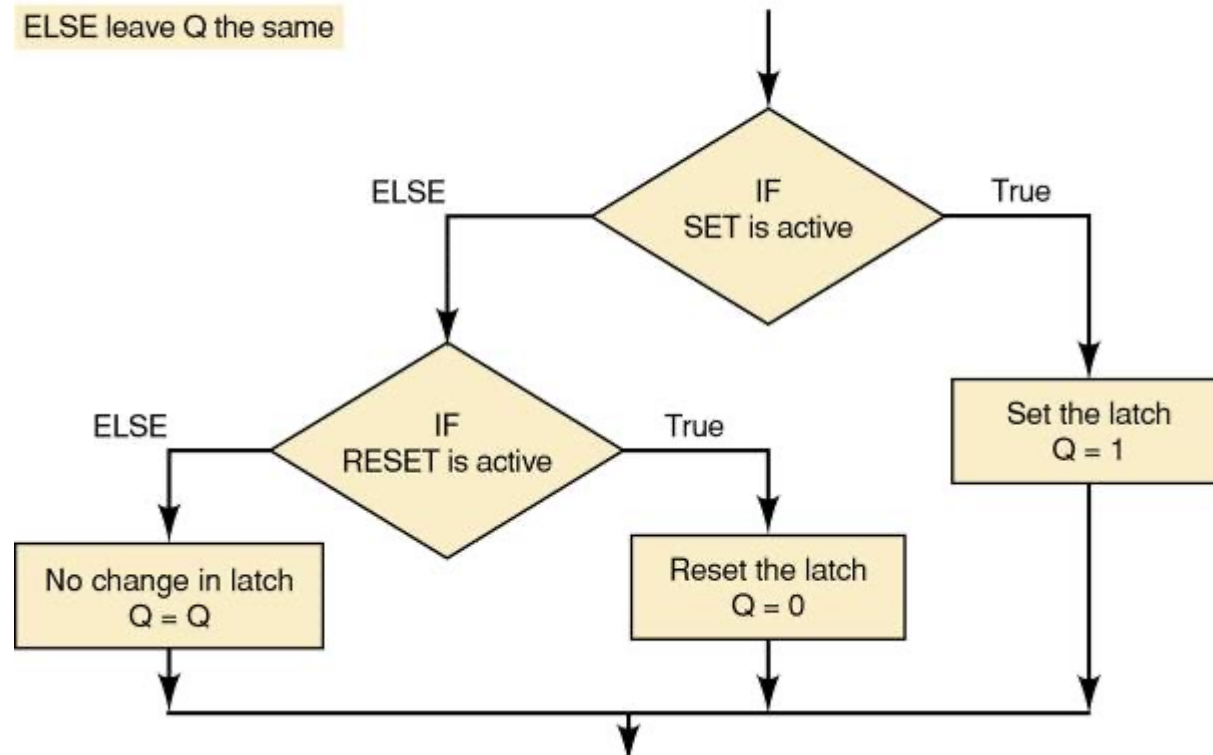 ELSE leave Q the same
IF
SET is active
ELSE
True
IF
RESET is active
ELSE
True
Set the latch
Q = 1
No change in latch
Q = Q
Reset the latch
Q = 0